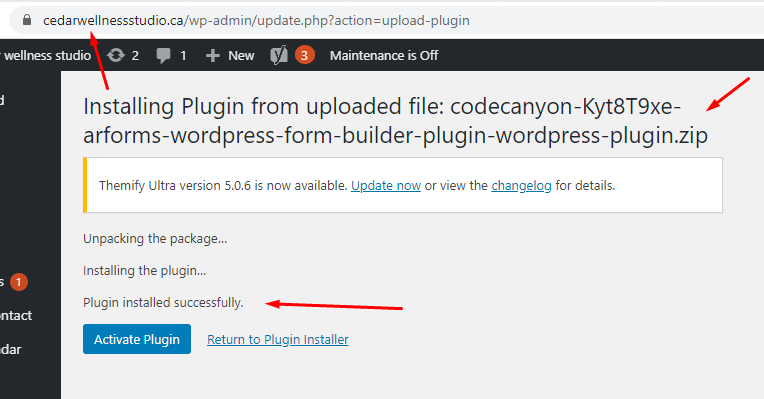 cedarwellnessstudio.ca/wp-admin/update.php?action=upload-plugin
wellness studio 2 1 + New 3 Maintenance is Off
Installing Plugin from uploaded file: codecanyon-Kyt8T9xe-
arforms-wordpress-form-builder-plugin-wordpress-plugin.zip
Themify Ultra version 5.0.6 is now available. Update now or view the changelog for details.
Unpacking the package…
Installing the plugin…
s 1
Plugin installed successfully.
ontact
Activate Plugin Return to Plugin Installer
dar